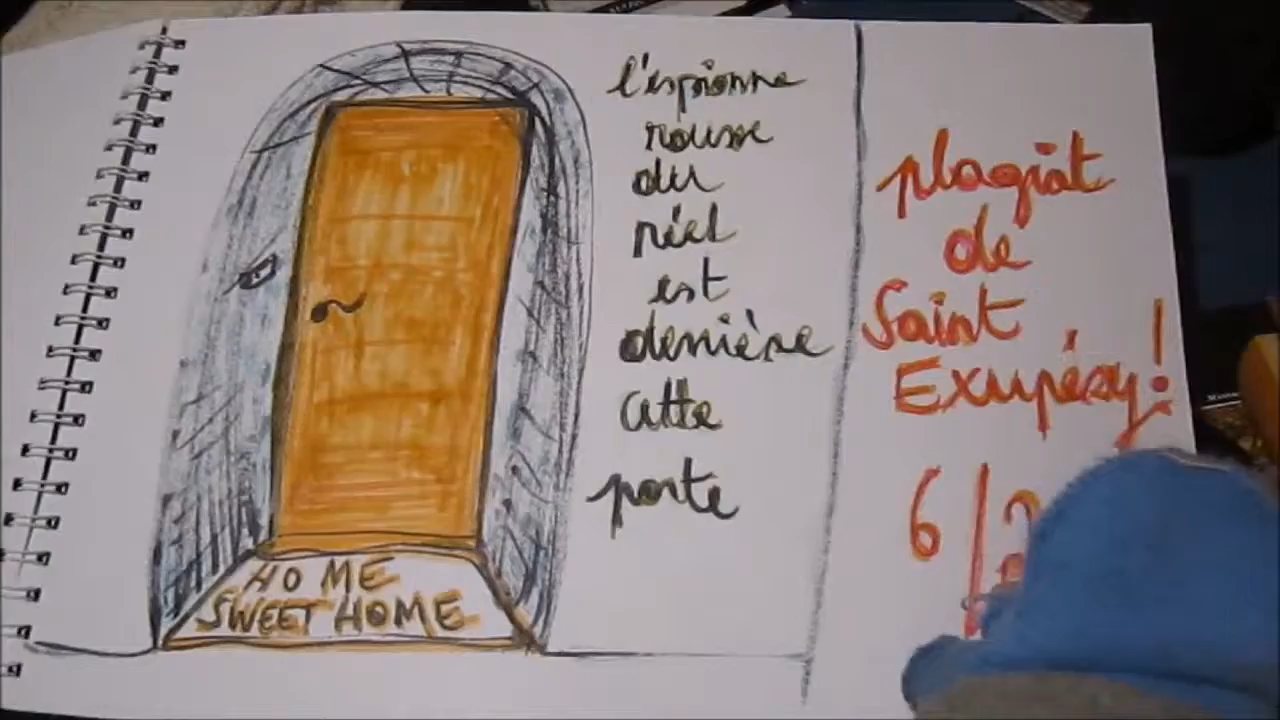 HOME
SWEET HOME
l'espionne
rousse
du
réel
est
derrière
cette
porte
plagiat
de
Saint
Exupéry!
6/2